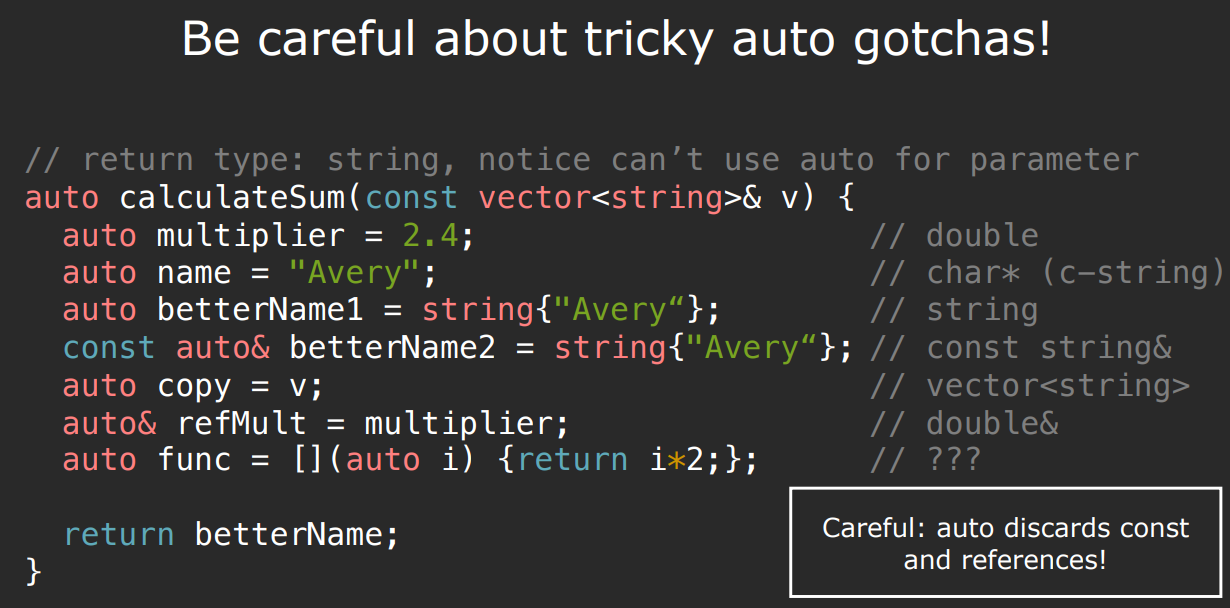 Be careful about tricky auto gotchas!
// return type: string, notice can’t use auto for parameter
auto calculateSum(const vector<string>& v) {
auto multiplier = 2.4; // double
auto name = "Avery"; // char* (c-string)
auto betterName1 = string{"Avery“}; // string
const auto& betterName2 = string{"Avery“}; // const string&
auto copy = v; // vector<string>
auto& refMult = multiplier; // double&
auto func = [](auto i) {return i*2;}; // ???
return betterName;
}
Careful: auto discards const
and references!